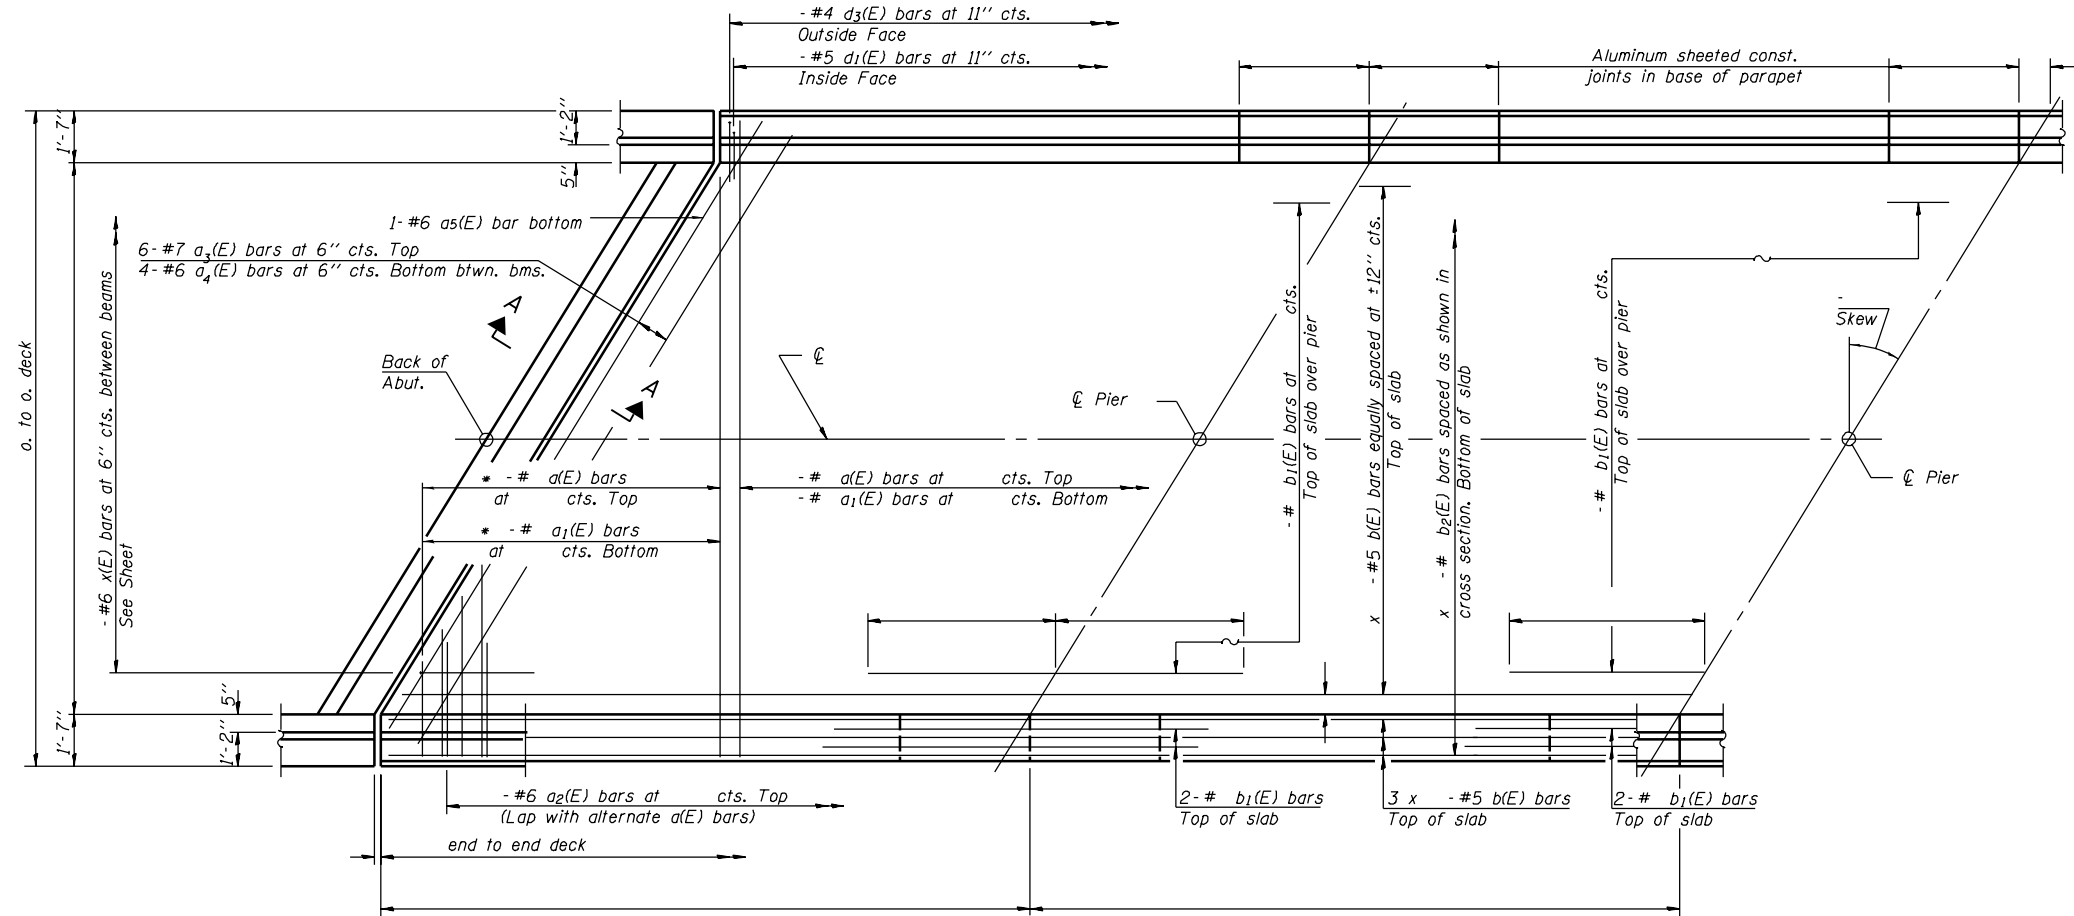 - #4 d3(E) bars at 11" cts.
Outside Face
- #5 d1(E) bars at 11" cts.
Inside Face
Aluminum sheeted const.
joints in base of parapet
1'-7"
1'-2"
5"
1- #6 a5(E) bar bottom
6- #7 a3(E) bars at 6" cts. Top
4- #6 a4(E) bars at 6" cts. Bottom btwn. bms.
A
A
Back of
Abut.
℄
℄ Pier
o. to o. deck
- #6 x(E) bars at 6" cts. between beams
See Sheet
* - # a(E) bars
at cts. Top
* - # a1(E) bars
at cts. Bottom
- # a(E) bars at cts. Top
- # a1(E) bars at cts. Bottom
- # b1(E) bars at cts.
Top of slab over pier
x - #5 b(E) bars equally spaced at ±12" cts.
Top of slab
x - # b2(E) bars spaced as shown in
cross section. Bottom of slab
- # b1(E) bars at cts.
Top of slab over pier
-
Skew
℄ Pier
5"
1'-2"
1'-7"
- #6 a2(E) bars at cts. Top
(Lap with alternate a(E) bars)
end to end deck
2- # b1(E) bars
Top of slab
3 x - #5 b(E) bars
Top of slab
2- # b1(E) bars
Top of slab